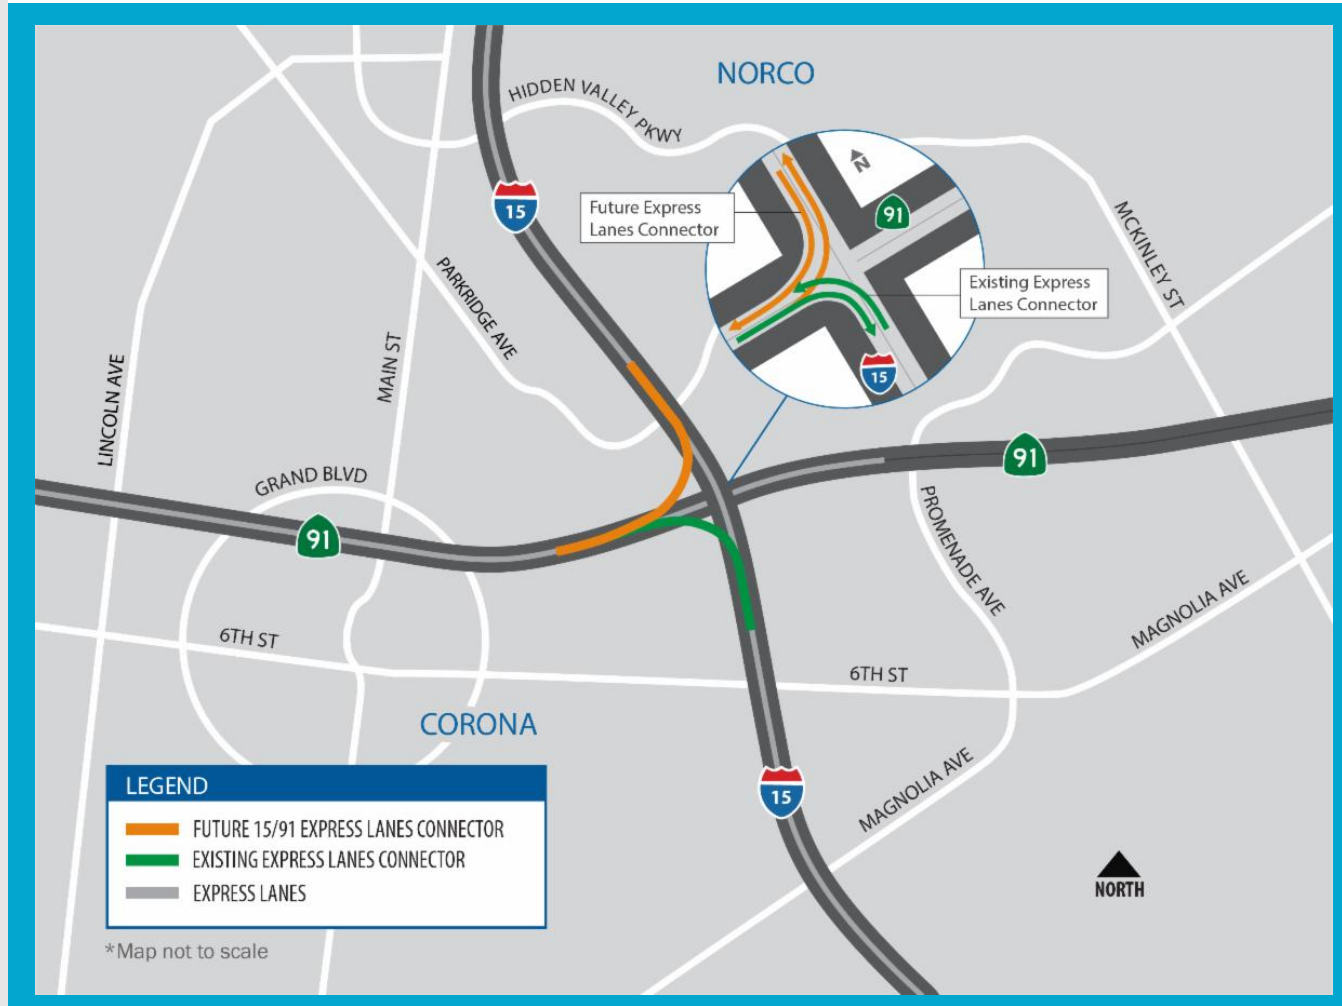 NORCO
HIDDEN VALLEY PKWY
N
15
Future Express
Lanes Connector
91
MCKINLEY ST
PARKRIDGE AVE
Existing Express
Lanes Connector
15
MAIN ST
LINCOLN AVE
GRAND BLVD
91
91
PROMENADE AVE
MAGNOLIA AVE
6TH ST
6TH ST
CORONA
MAGNOLIA AVE
15
LEGEND
FUTURE 15/91 EXPRESS LANES CONNECTOR
EXISTING EXPRESS LANES CONNECTOR
EXPRESS LANES
NORTH
*Map not to scale